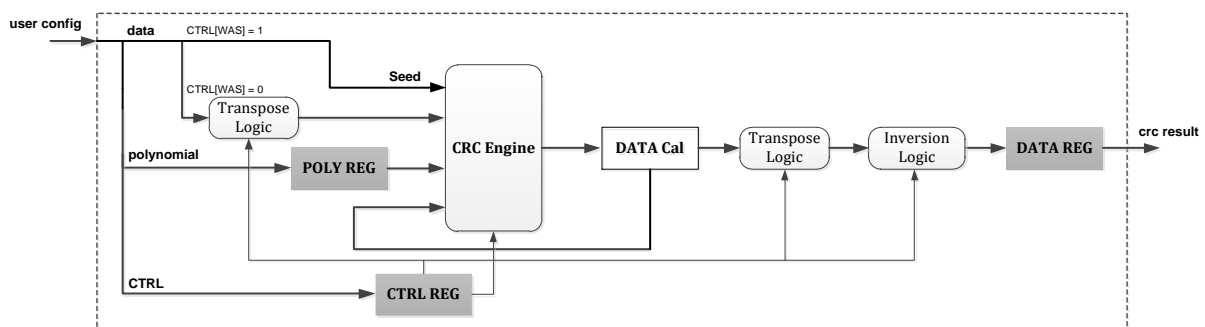 user config
data
CTRL[WAS] = 1
Seed
CTRL[WAS] = 0
Transpose
Logic
polynomial
POLY REG
CRC Engine
DATA Cal
Transpose
Logic
Inversion
Logic
DATA REG
crc result
CTRL
CTRL REG